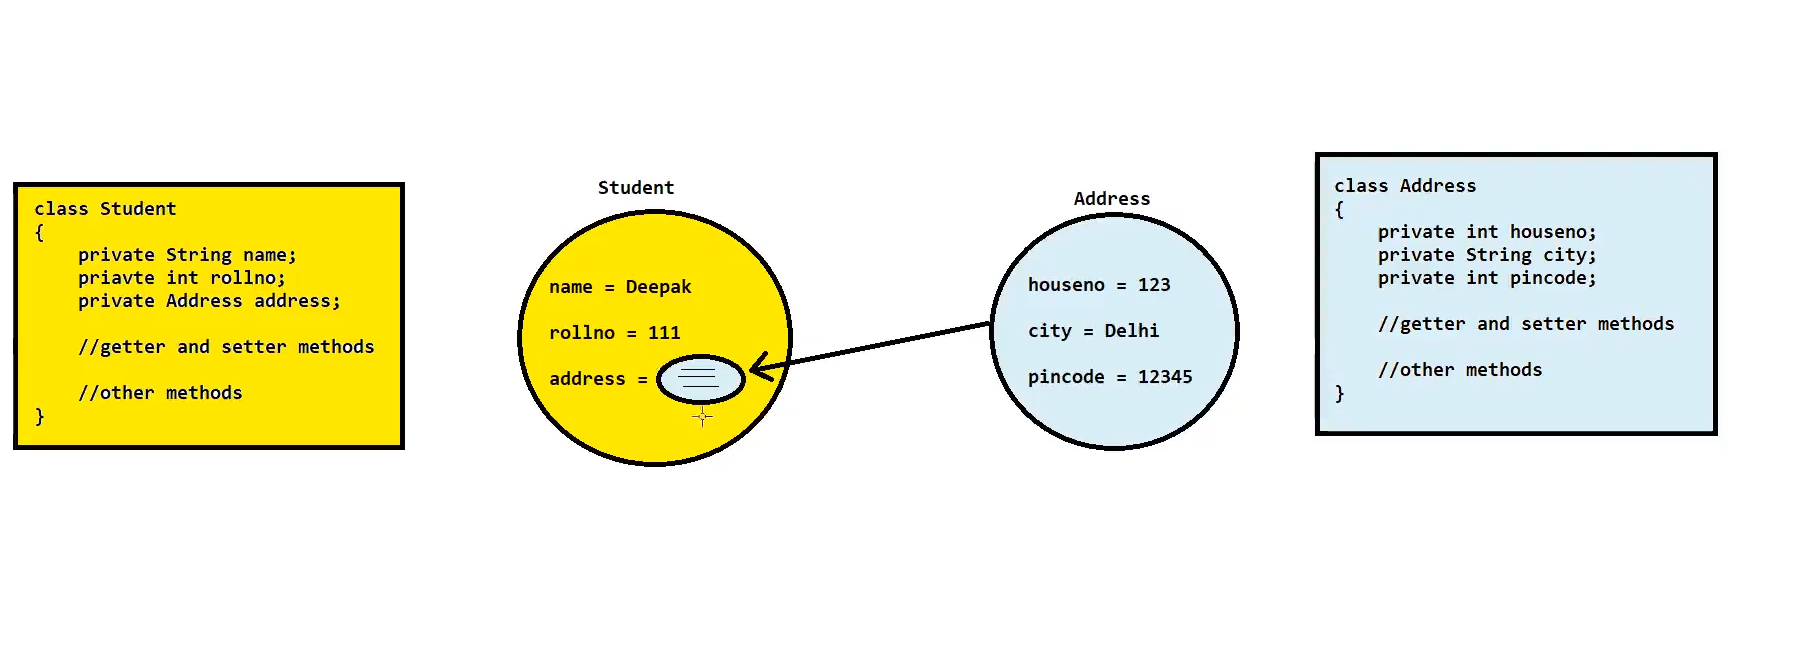 class Student
{
private String name;
priavte int rollno;
private Address address;
//getter and setter methods
//other methods
}
Student
name = Deepak
rollno = 111
address =
Address
houseno = 123
city = Delhi
pincode = 12345
class Address
{
private int houseno;
private String city;
private int pincode;
//getter and setter methods
//other methods
}